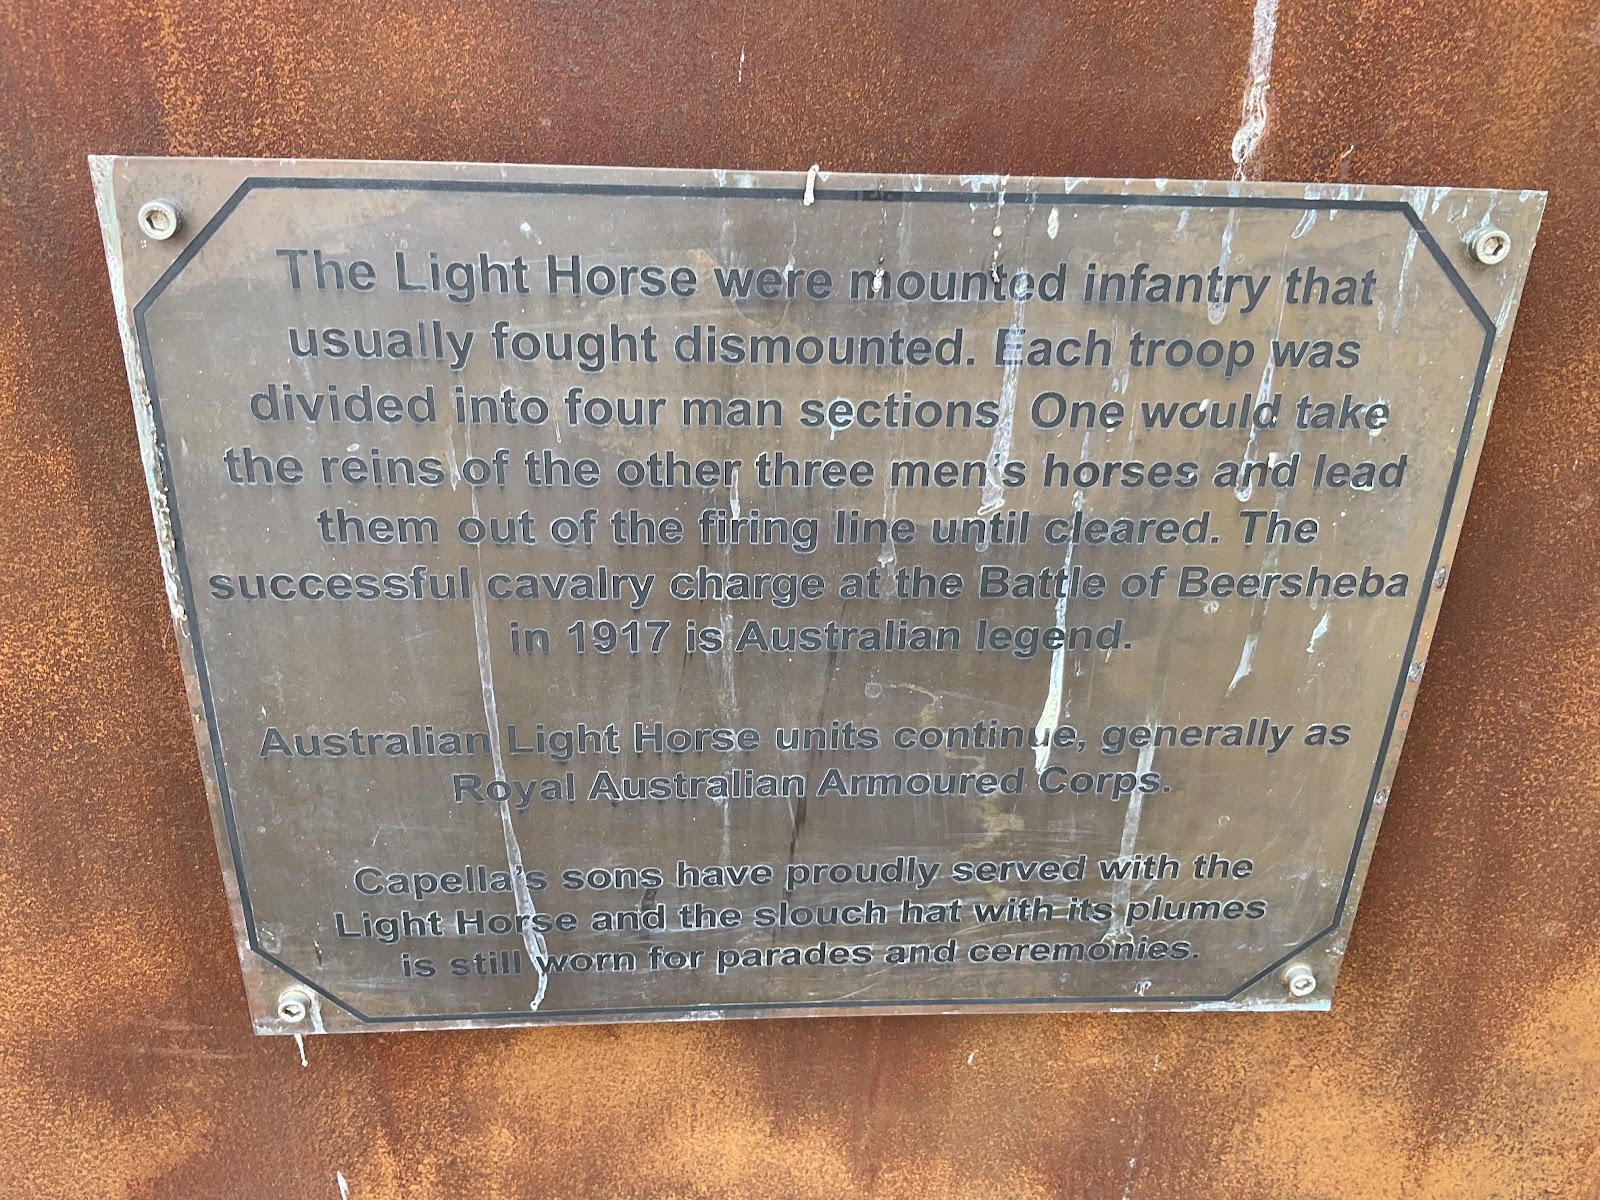 The Light Horse were mounted infantry that
usually fought dismounted. Each troop was
divided into four man sections. One would take
the reins of the other three men's horses and lead
them out of the firing line until cleared. The
successful cavalry charge at the Battle of Beersheba
in 1917 is Australian legend.
Australian Light Horse units continue, generally as
Royal Australian Armoured Corps.
Capella's sons have proudly served with the
Light Horse and the slouch hat with its plumes
is still worn for parades and ceremonies.